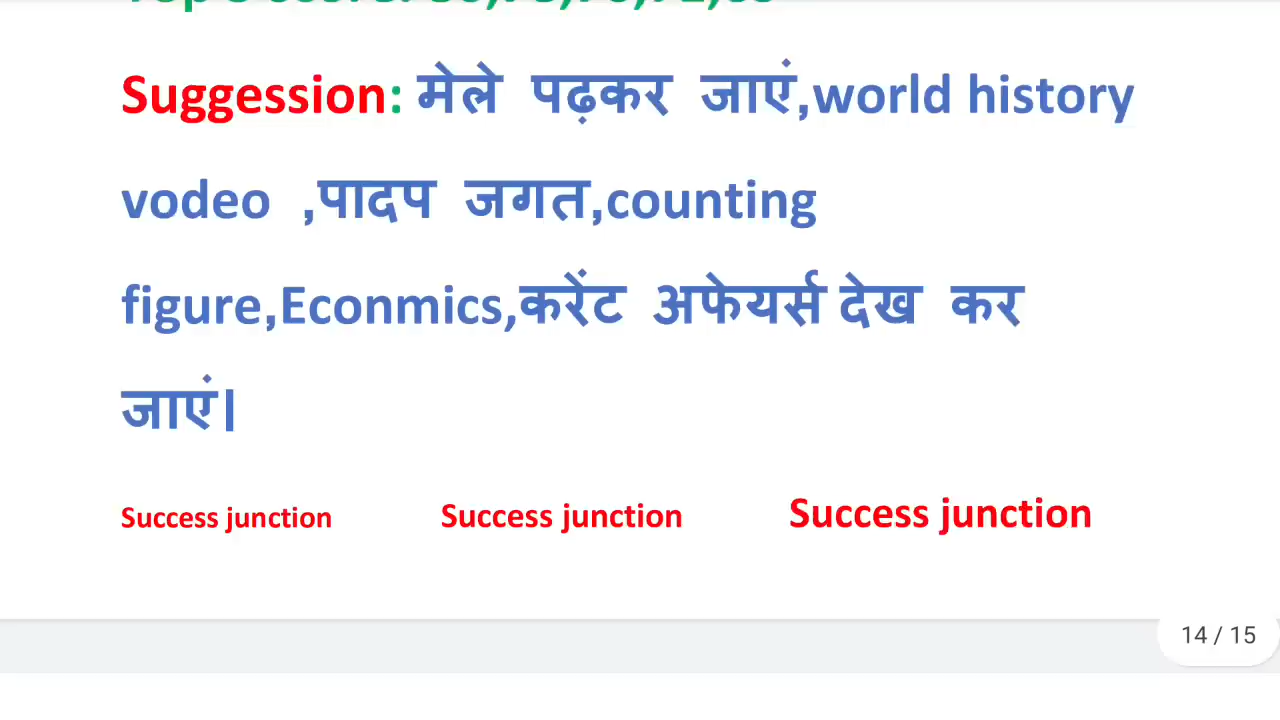 Suggession: मेले पढ़कर जाएं,world history
vodeo ,पादप जगत,counting
figure,Econmics,करेंट अफेयर्स देख कर
जाएं।
Success junction Success junction Success junction
14 / 15